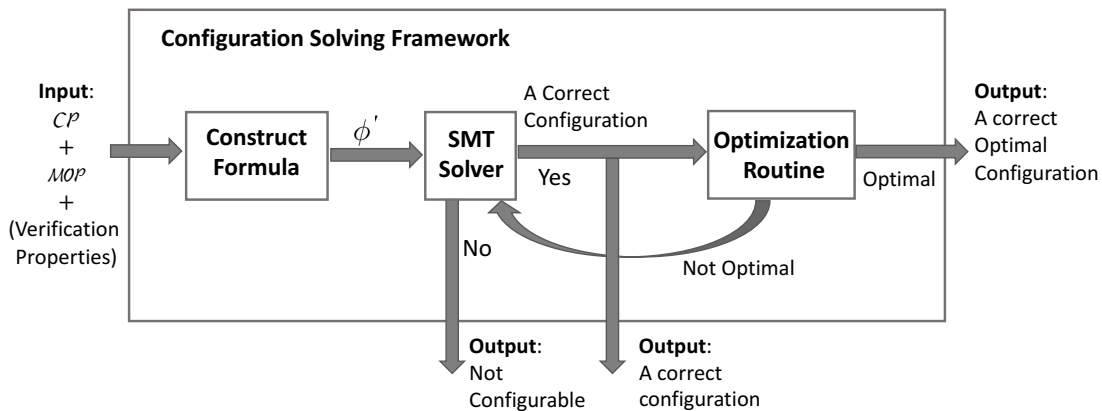 Configuration Solving Framework
Input:
CP
+
MOP
+
(Verification
Properties)
Construct
Formula
ϕ'
SMT
Solver
A Correct
Configuration
Yes
No
Optimization
Routine
Optimal
Not Optimal
Output:
A correct
Optimal
Configuration
Output:
Not
Configurable
Output:
A correct
configuration